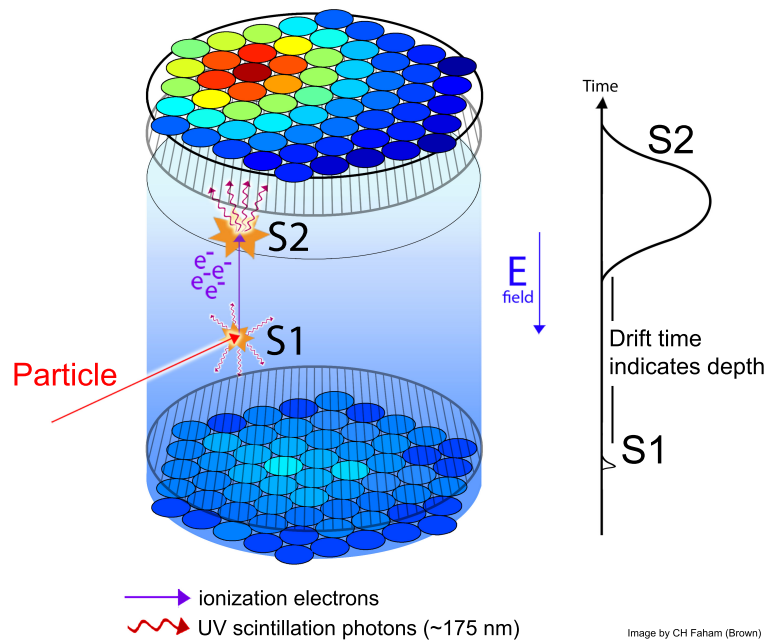 Time
S2
S2
e-
e-
e-
e-
E
field
Drift time
indicates depth
S1
Particle
S1
ionization electrons
UV scintillation photons (~175 nm)
Image by CH Faham (Brown)